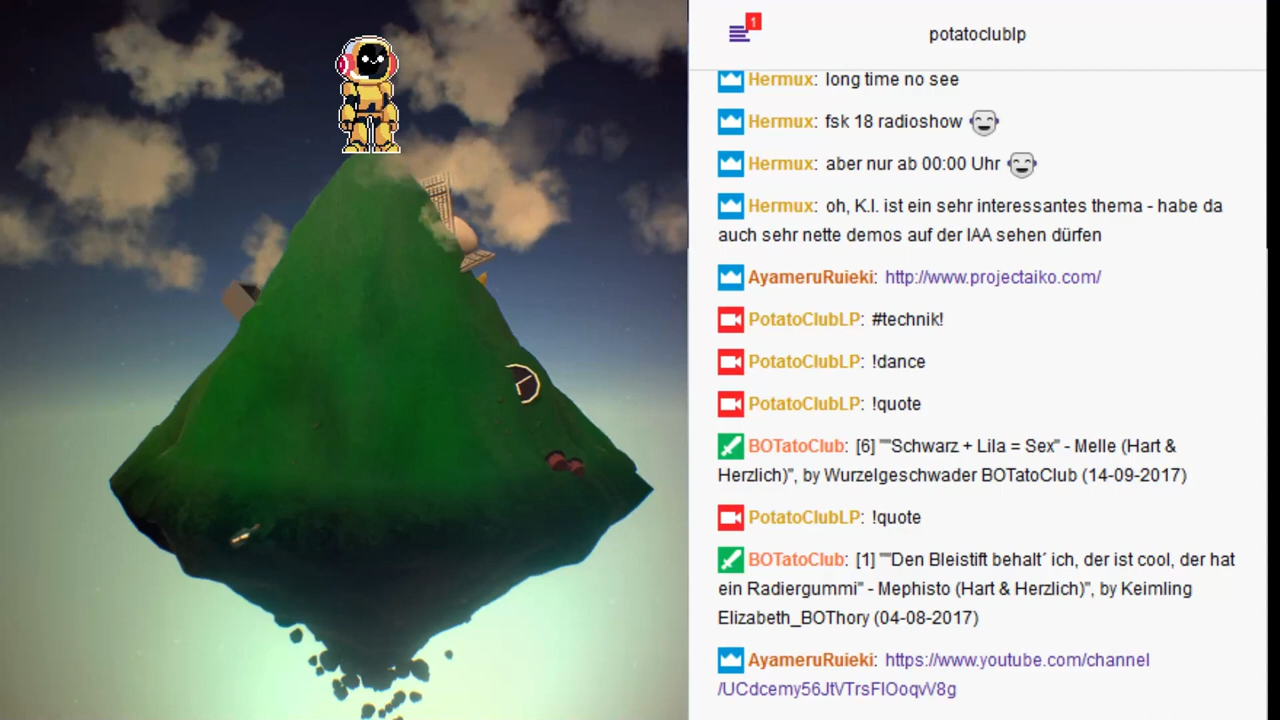 1
potatoclublp
Hermux: long time no see
Hermux: fsk 18 radioshow
Hermux: aber nur ab 00:00 Uhr
Hermux: oh, K.I. ist ein sehr interessantes thema - habe da
auch sehr nette demos auf der IAA sehen dürfen
AyameruRuieki: http://www.projectaiko.com/
PotatoClubLP: #technik!
PotatoClubLP: !dance
PotatoClubLP: !quote
BOTatoClub: [6] ""Schwarz + Lila = Sex" - Melle (Hart &
Herzlich)", by Wurzelgeschwader BOTatoClub (14-09-2017)
PotatoClubLP: !quote
BOTatoClub: [1] ""Den Bleistift behalt´ ich, der ist cool, der hat
ein Radiergummi" - Mephisto (Hart & Herzlich)", by Keimling
Elizabeth_BOThory (04-08-2017)
AyameruRuieki: https://www.youtube.com/channel
/UCdcemy56JtVTrsFIOoqvV8g